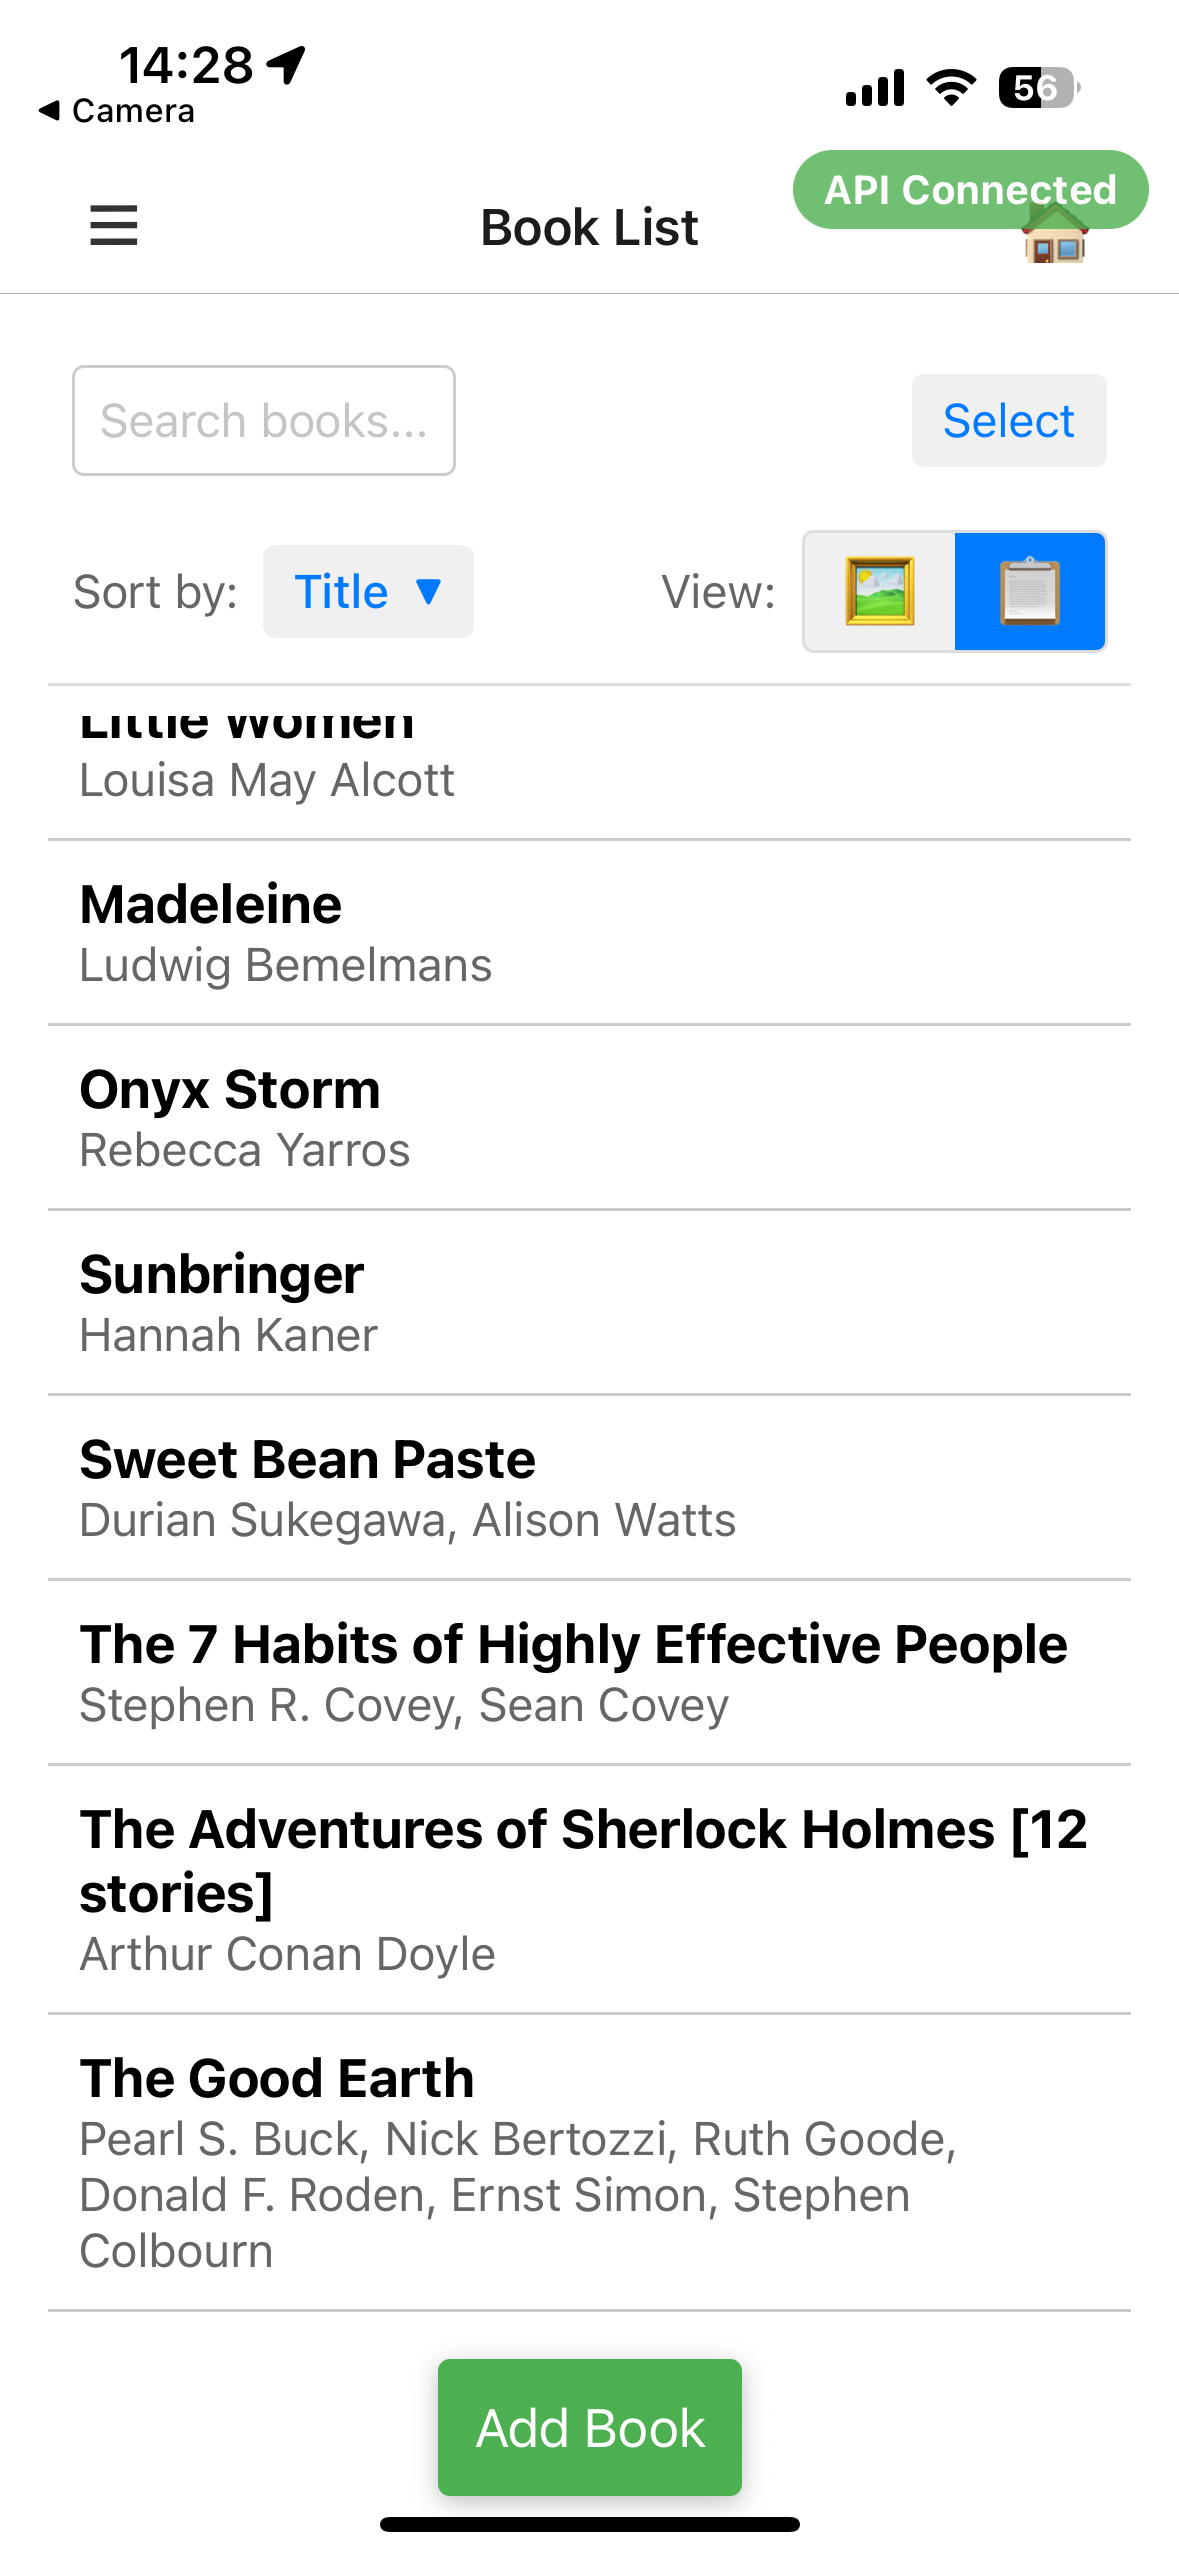 14:28
◀ Camera
56
API Connected
Book List
Search books...
Select
Sort by:
Title ▼
View:
Little Women
Louisa May Alcott
Madeleine
Ludwig Bemelmans
Onyx Storm
Rebecca Yarros
Sunbringer
Hannah Kaner
Sweet Bean Paste
Durian Sukegawa, Alison Watts
The 7 Habits of Highly Effective People
Stephen R. Covey, Sean Covey
The Adventures of Sherlock Holmes [12
stories]
Arthur Conan Doyle
The Good Earth
Pearl S. Buck, Nick Bertozzi, Ruth Goode,
Donald F. Roden, Ernst Simon, Stephen
Colbourn
Add Book